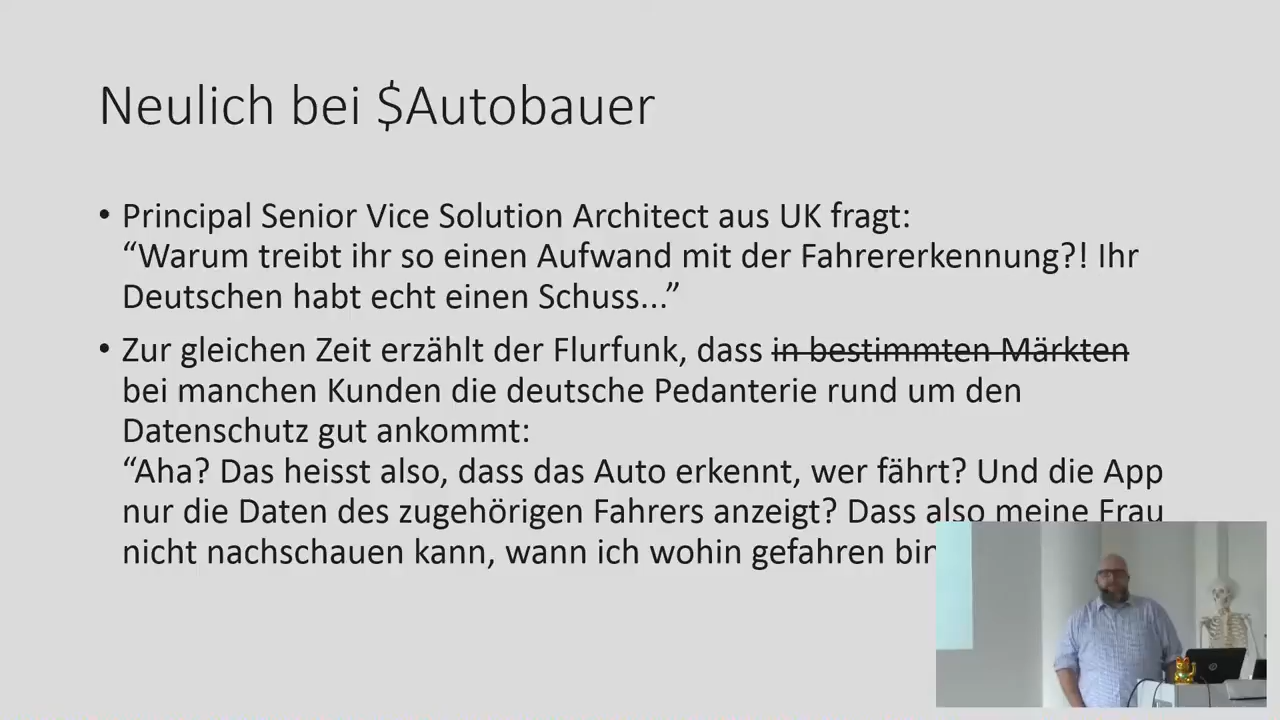 Neulich bei $Autobauer
• Principal Senior Vice Solution Architect aus UK fragt:
“Warum treibt ihr so einen Aufwand mit der Fahrererkennung?! Ihr
Deutschen habt echt einen Schuss...”
• Zur gleichen Zeit erzählt der Flurfunk, dass in bestimmten Märkten
bei manchen Kunden die deutsche Pedanterie rund um den
Datenschutz gut ankommt:
“Aha? Das heisst also, dass das Auto erkennt, wer fährt? Und die App
nur die Daten des zugehörigen Fahrers anzeigt? Dass also meine Frau
nicht nachschauen kann, wann ich wohin gefahren bin